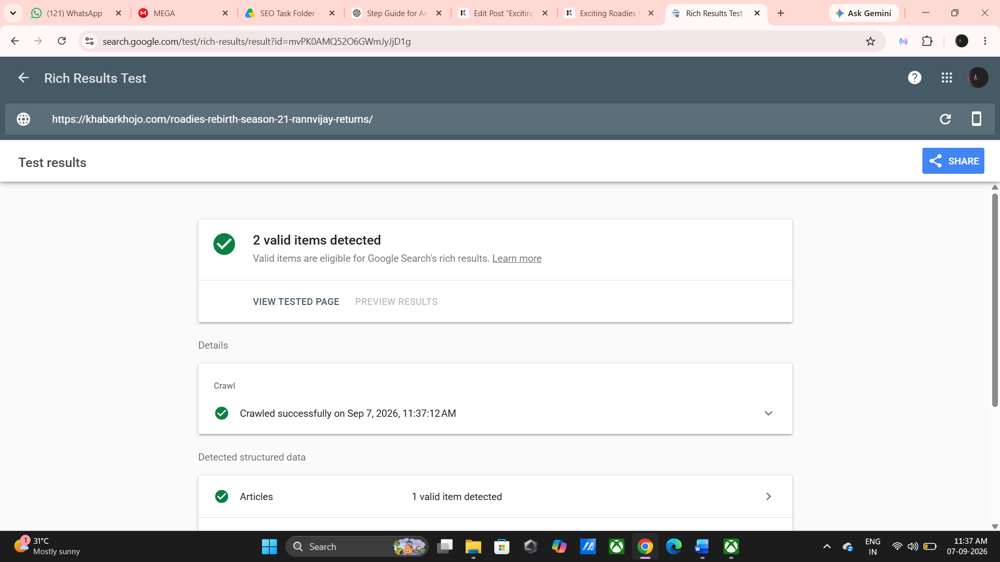 (121) WhatsApp
MEGA
SEO Task Folder -
Step Guide for Ar
Edit Post “Exciting
Exciting Roadies R
Rich Results Test
Ask Gemini
search.google.com/test/rich-results/result?id=mvPK0AMQ52O6GWmJyJjD1g
Rich Results Test
https://khabarkhojo.com/roadies-rebirth-season-21-rannvijay-returns/
Test results
SHARE
2 valid items detected
Valid items are eligible for Google Search's rich results. Learn more
VIEW TESTED PAGE PREVIEW RESULTS
Details
Crawl
Crawled successfully on Sep 7, 2026, 11:37:12 AM
Detected structured data
Articles 1 valid item detected
1
31°C
Mostly sunny
Search
ENG
IN
11:37 AM
07-09-2026